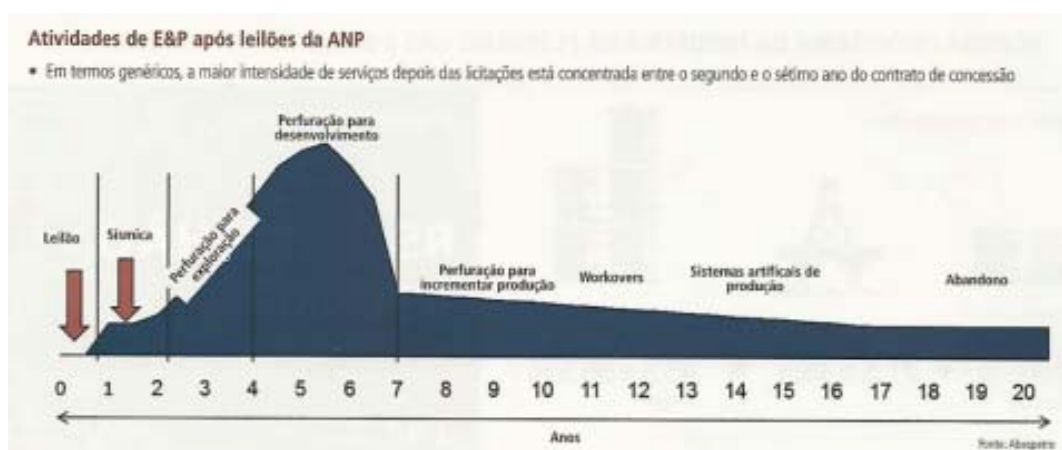 Atividades de E&P após leilões da ANP
• Em termos genéricos, a maior intensidade de serviços depois das licitações está concentrada entre o segundo e o sétimo ano do contrato de concessão
Perfuração para
desenvolvimento
Leilão
Sísmica
Perfuração para
exploração
Perfuração para
incrementar produção
Workovers
Sistemas artificais de
produção
Abandono
0 1 2 3 4 5 6 7 8 9 10 11 12 13 14 15 16 17 18 19 20
Anos
Fonte: Abespetro